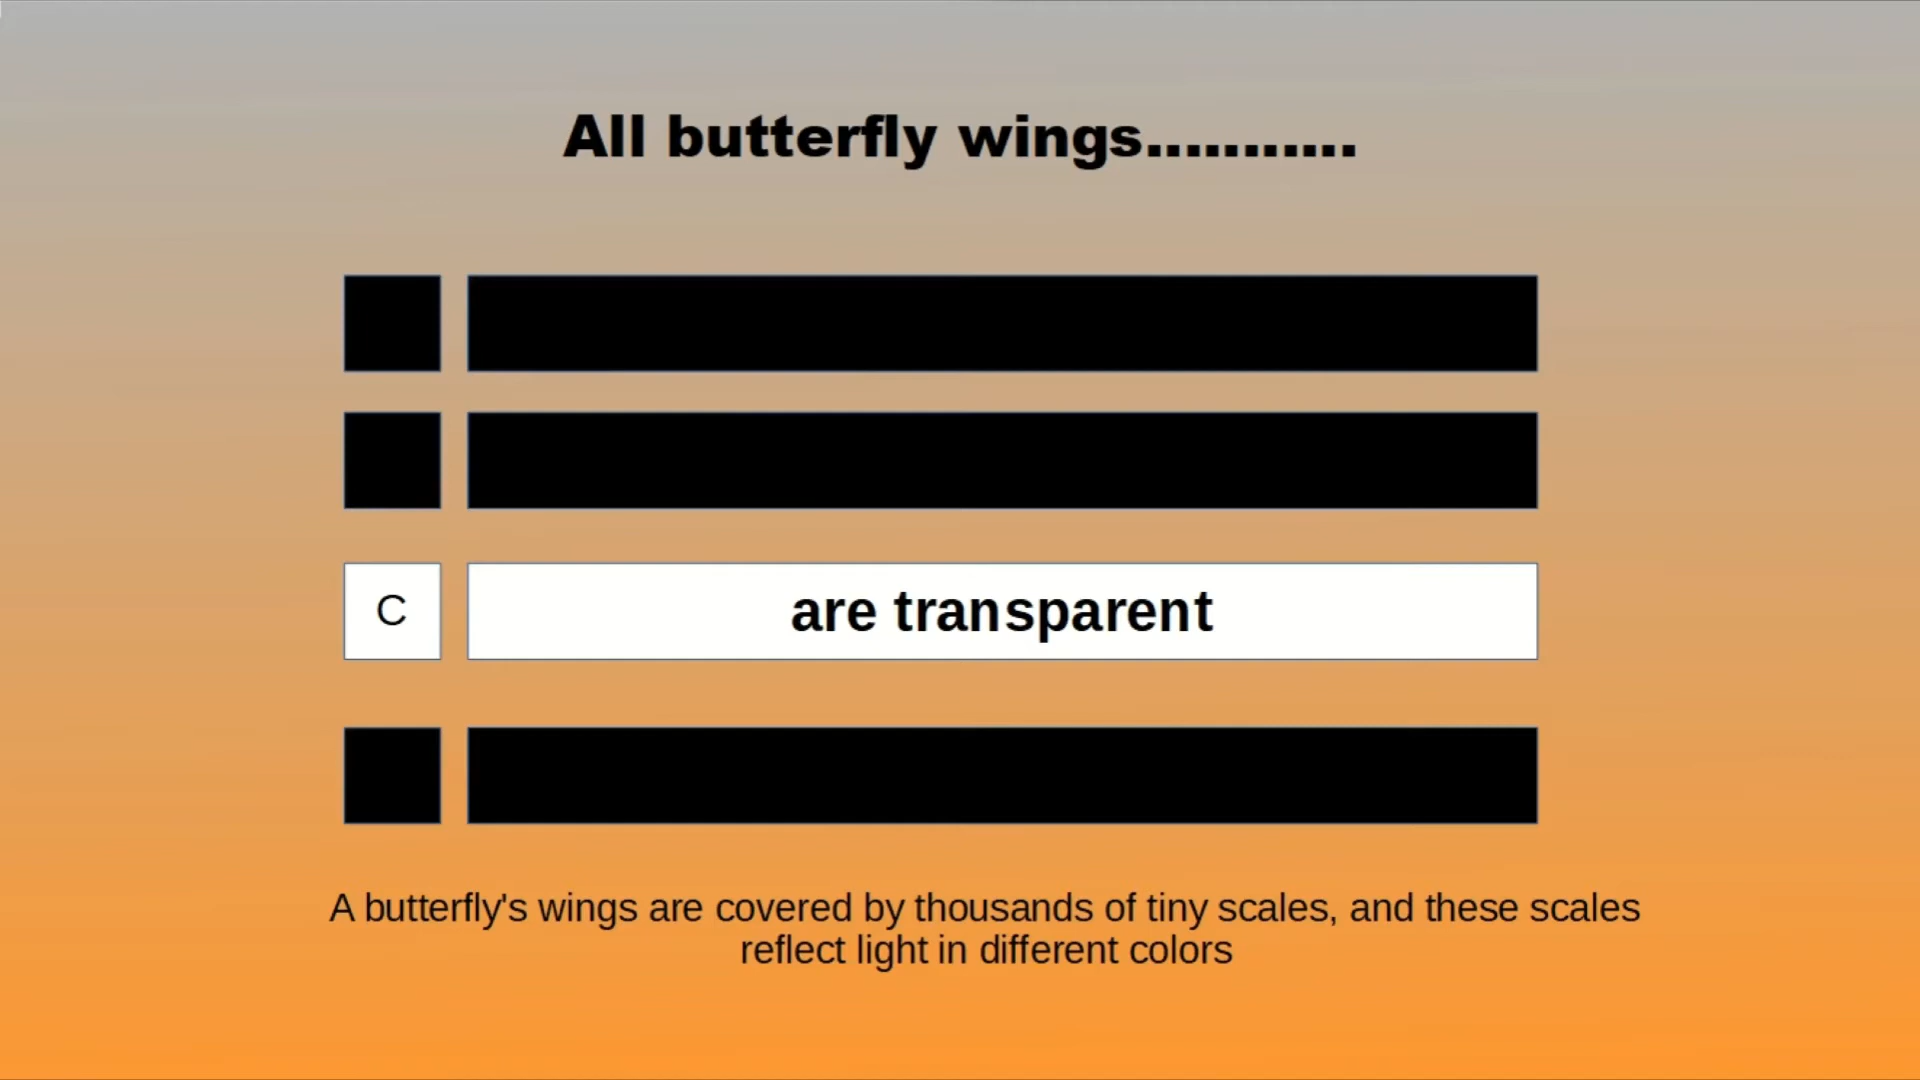 All butterfly wings...........
C
are transparent
A butterfly's wings are covered by thousands of tiny scales, and these scales
reflect light in different colors